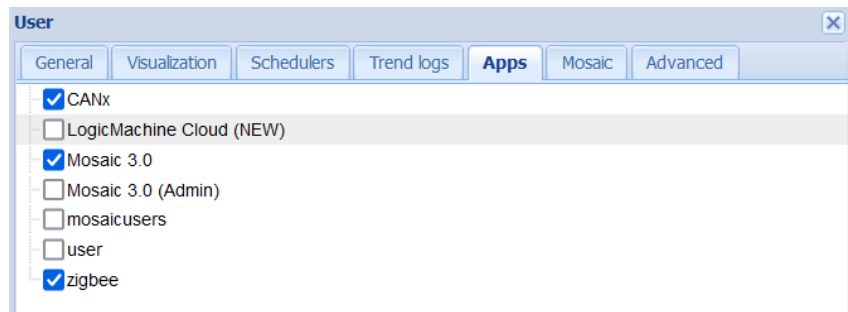 User
General Visualization Schedulers Trend logs Apps Mosaic Advanced
CANx
LogicMachine Cloud (NEW)
Mosaic 3.0
Mosaic 3.0 (Admin)
mosaicusers
user
zigbee